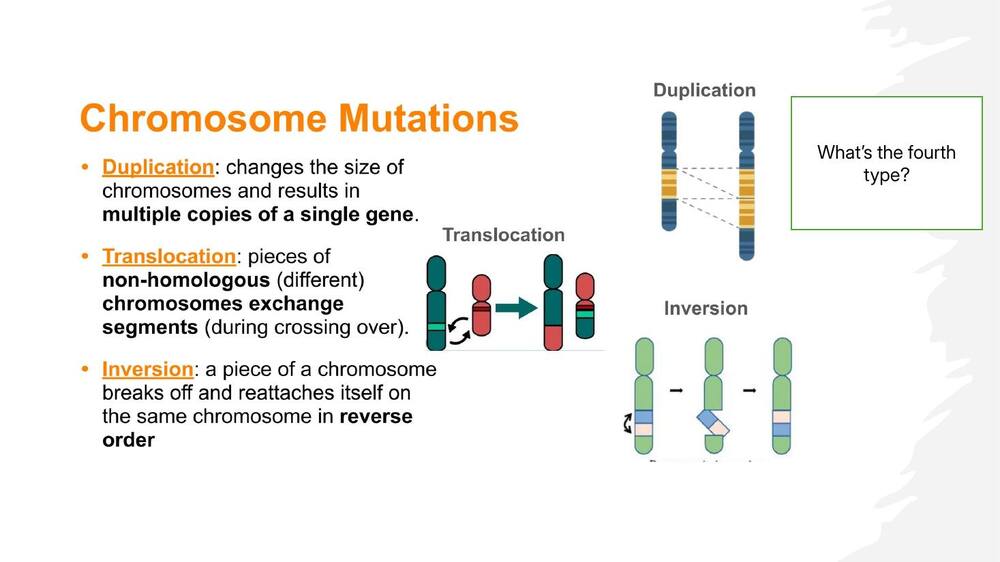 Chromosome Mutations
• Duplication: changes the size of
chromosomes and results in
multiple copies of a single gene.
• Translocation: pieces of
non-homologous (different)
chromosomes exchange
segments (during crossing over).
• Inversion: a piece of a chromosome
breaks off and reattaches itself on
the same chromosome in reverse
order
Translocation
Duplication
Inversion
What's the fourth
type?